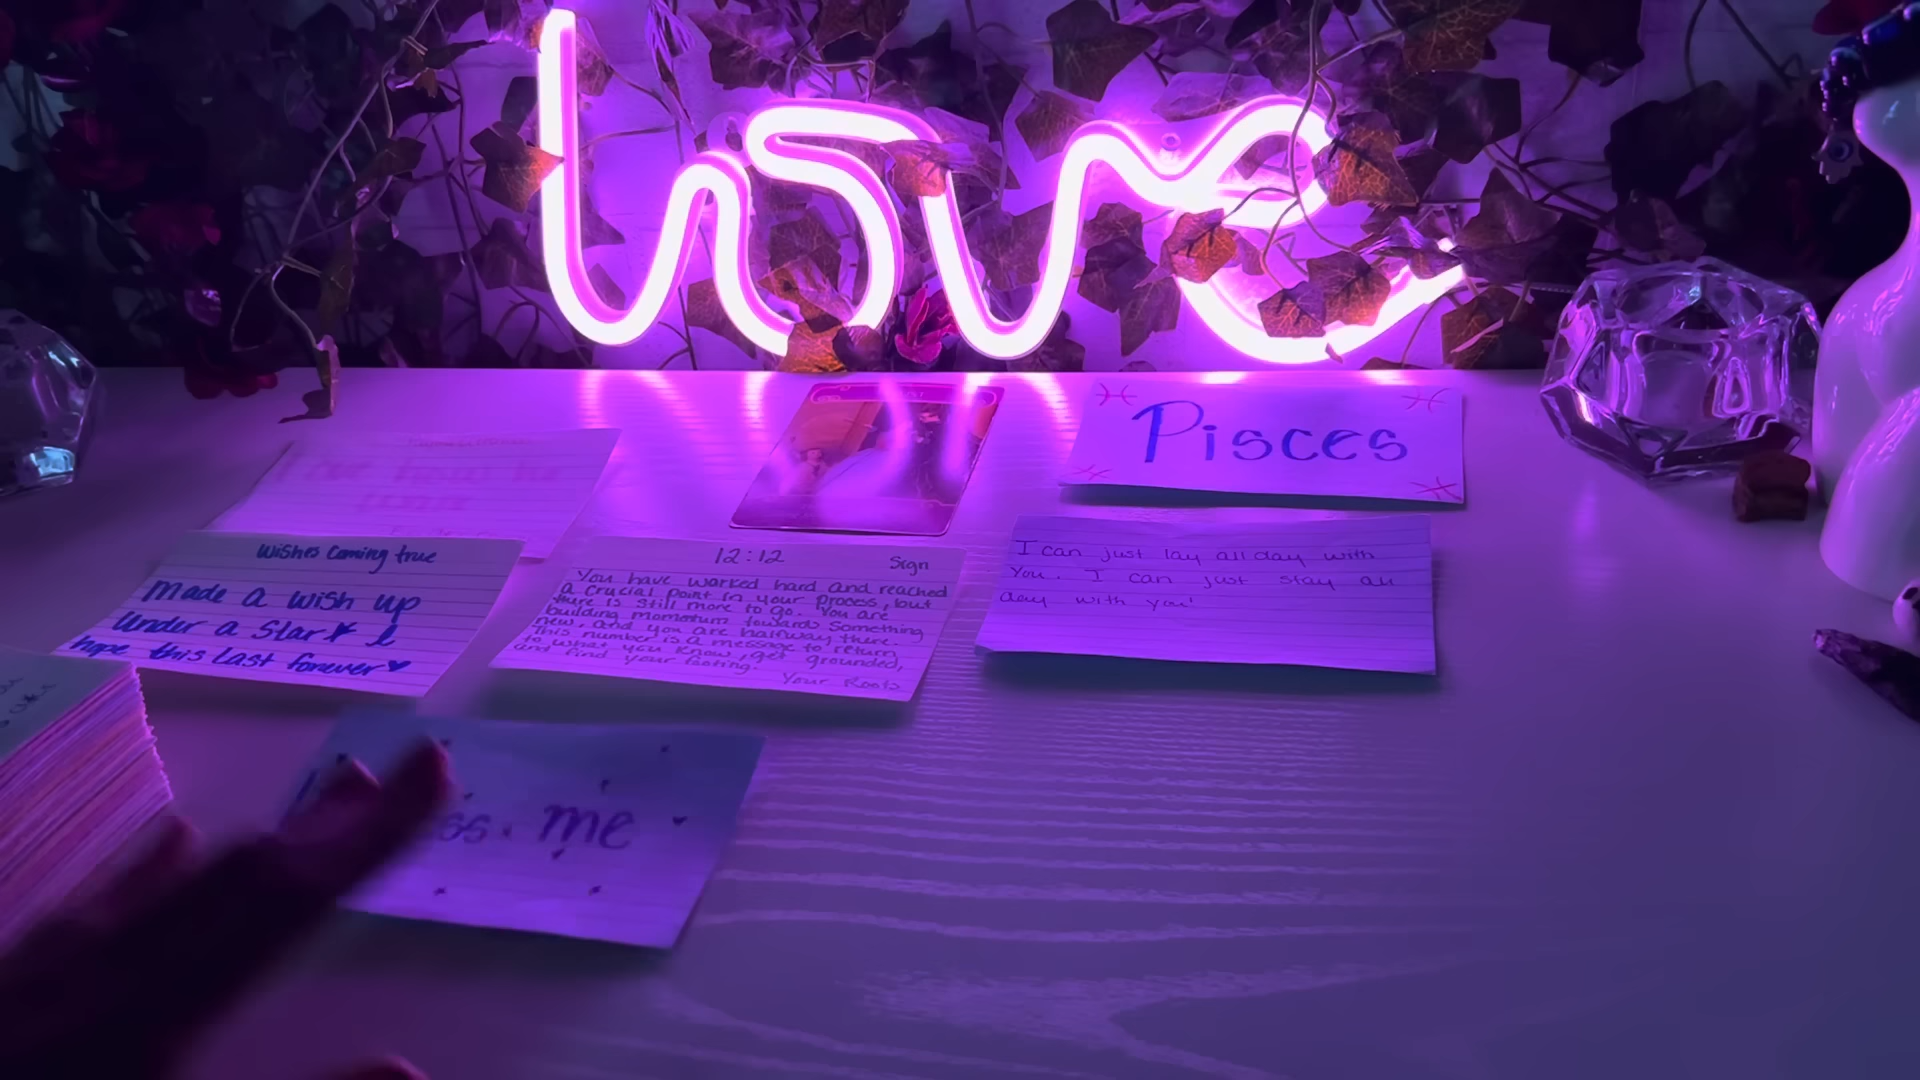 love
Pisces
Wishes Coming true
Made a wish up
Under a Star &
hope this Last forever
12:12
Sign
You have worked hard and reached
a crucial point in your process, but
there is still more to go. You are
building momentum towards Something
new, and you are halfway there.
This number is a message to return
to what you know, get grounded,
and find your footing.
Your Roots
I can just lay all day with
You. I can just stay all
day with you'
me